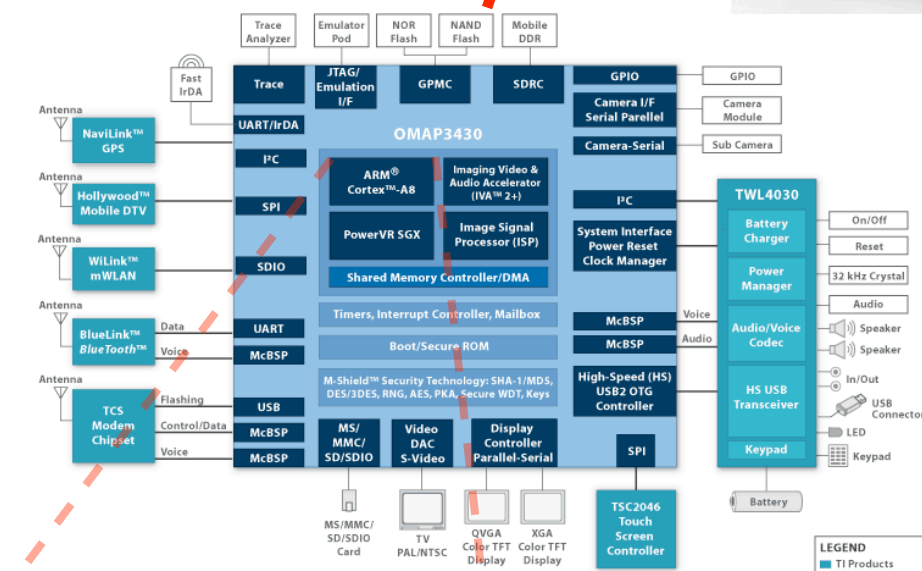 Trace
Analyzer
Emulator
Pod
NOR
Flash
NAND
Flash
Mobile
DDR
Fast
IrDA
Trace
JTAG/
Emulation
I/F
GPMC
SDRC
GPIO
GPIO
Camera I/F
Serial Parellel
Camera
Module
Camera-Serial
Sub Camera
UART/IrDA
OMAP3430
Antenna
NaviLink™
GPS
I²C
ARM®
Cortex™-A8
Imaging Video &
Audio Accelerator
(IVA™ 2+)
Antenna
Hollywood™
Mobile DTV
SPI
PowerVR SGX
Image Signal
Processor (ISP)
I²C
System Interface
Power Reset
Clock Manager
TWL4030
Battery
Charger
On/Off
Reset
Antenna
WiLink™
mWLAN
SDIO
Shared Memory Controller/DMA
Power
Manager
32 kHz Crystal
Audio
Antenna
BlueLink™
BlueTooth™
Data
Voice
UART
McBSP
Timers, Interrupt Controller, Mailbox
Boot/Secure ROM
McBSP
McBSP
Voice
Audio
Audio/Voice
Codec
Speaker
Speaker
Antenna
TCS
Modem
Chipset
Flashing
Control/Data
Voice
USB
McBSP
McBSP
M-Shield™ Security Technology: SHA-1/MD5,
DES/3DES, RNG, AES, PKA, Secure WDT, Keys
High-Speed (HS)
USB2 OTG
Controller
HS USB
Transceiver
In/Out
USB
Connector
LED
Keypad
Keypad
MS/
MMC/
SD/SDIO
Video
DAC
S-Video
Display
Controller
Parallel-Serial
SPI
Battery
MS/MMC/
SD/SDIO
Card
TV
PAL/NTSC
QVGA
Color TFT
Display
XGA
Color TFT
Display
TSC2046
Touch
Screen
Controller
LEGEND
TI Products